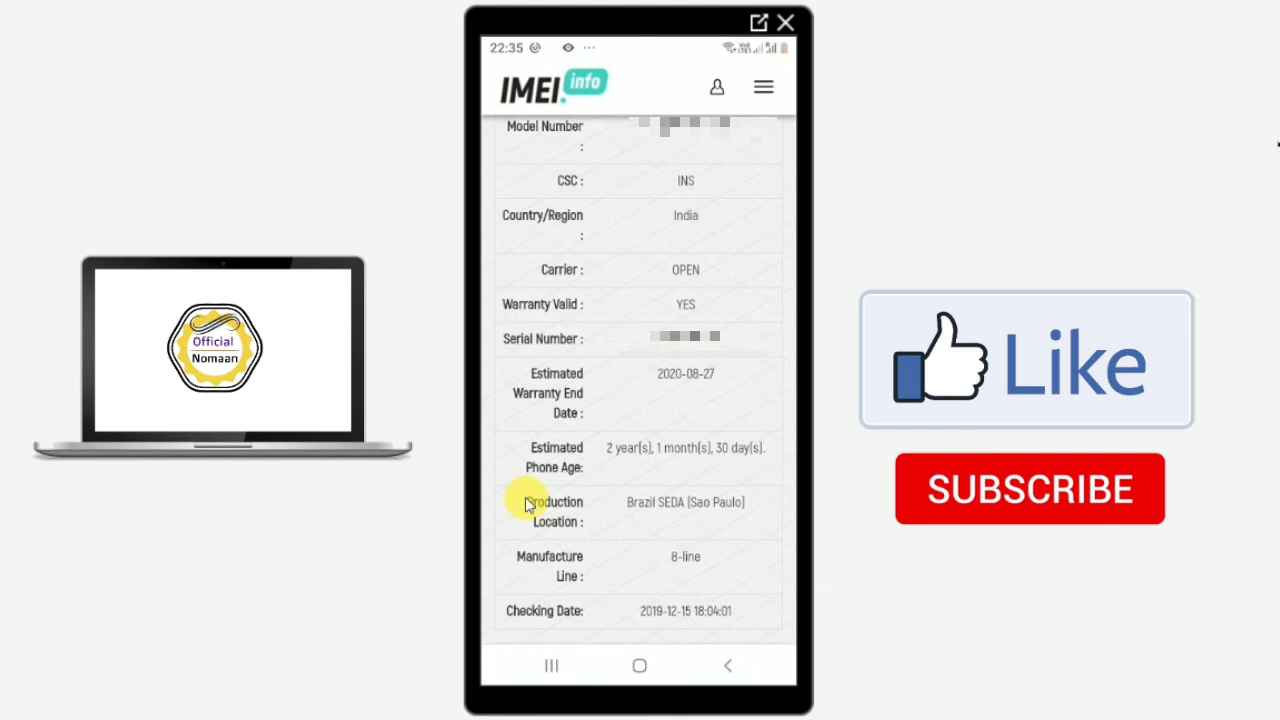 22:35
IMEI.info
Model Number
:
CSC : INS
Country/Region India
:
Carrier : OPEN
Warranty Valid : YES
Serial Number :
Estimated 2020-08-27
Warranty End
Date :
Estimated 2 year(s), 1 month(s), 30 day(s).
Phone Age:
Production Brazil SEDA (Sao Paulo)
Location :
Manufacture 8-line
Line :
Checking Date: 2019-12-15 18:04:01
Official
Nomaan
Like
SUBSCRIBE